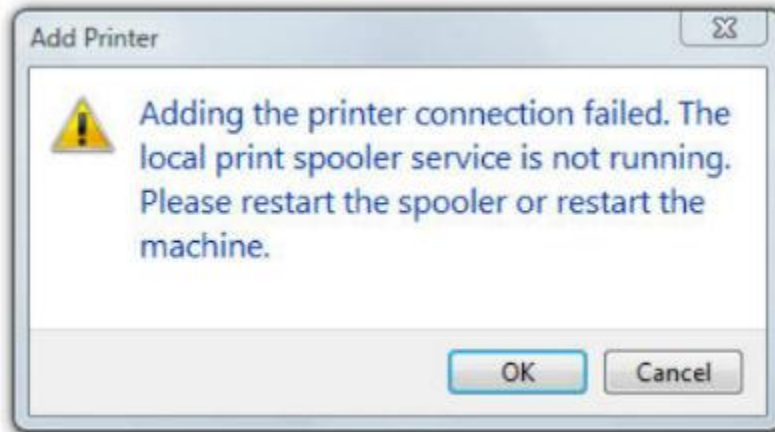 Add Printer
Adding the printer connection failed. The
local print spooler service is not running.
Please restart the spooler or restart the
machine.
OK
Cancel